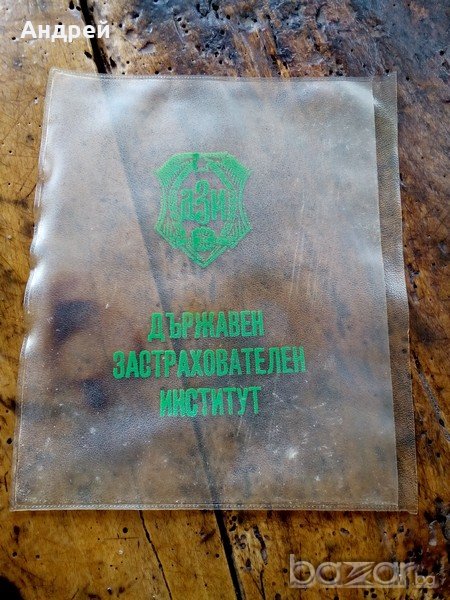 Андрей
ДЗИ
ДЪРЖАВЕН
ЗАСТРАХОВАТЕЛЕН
ИНСТИТУТ
bazar.bg